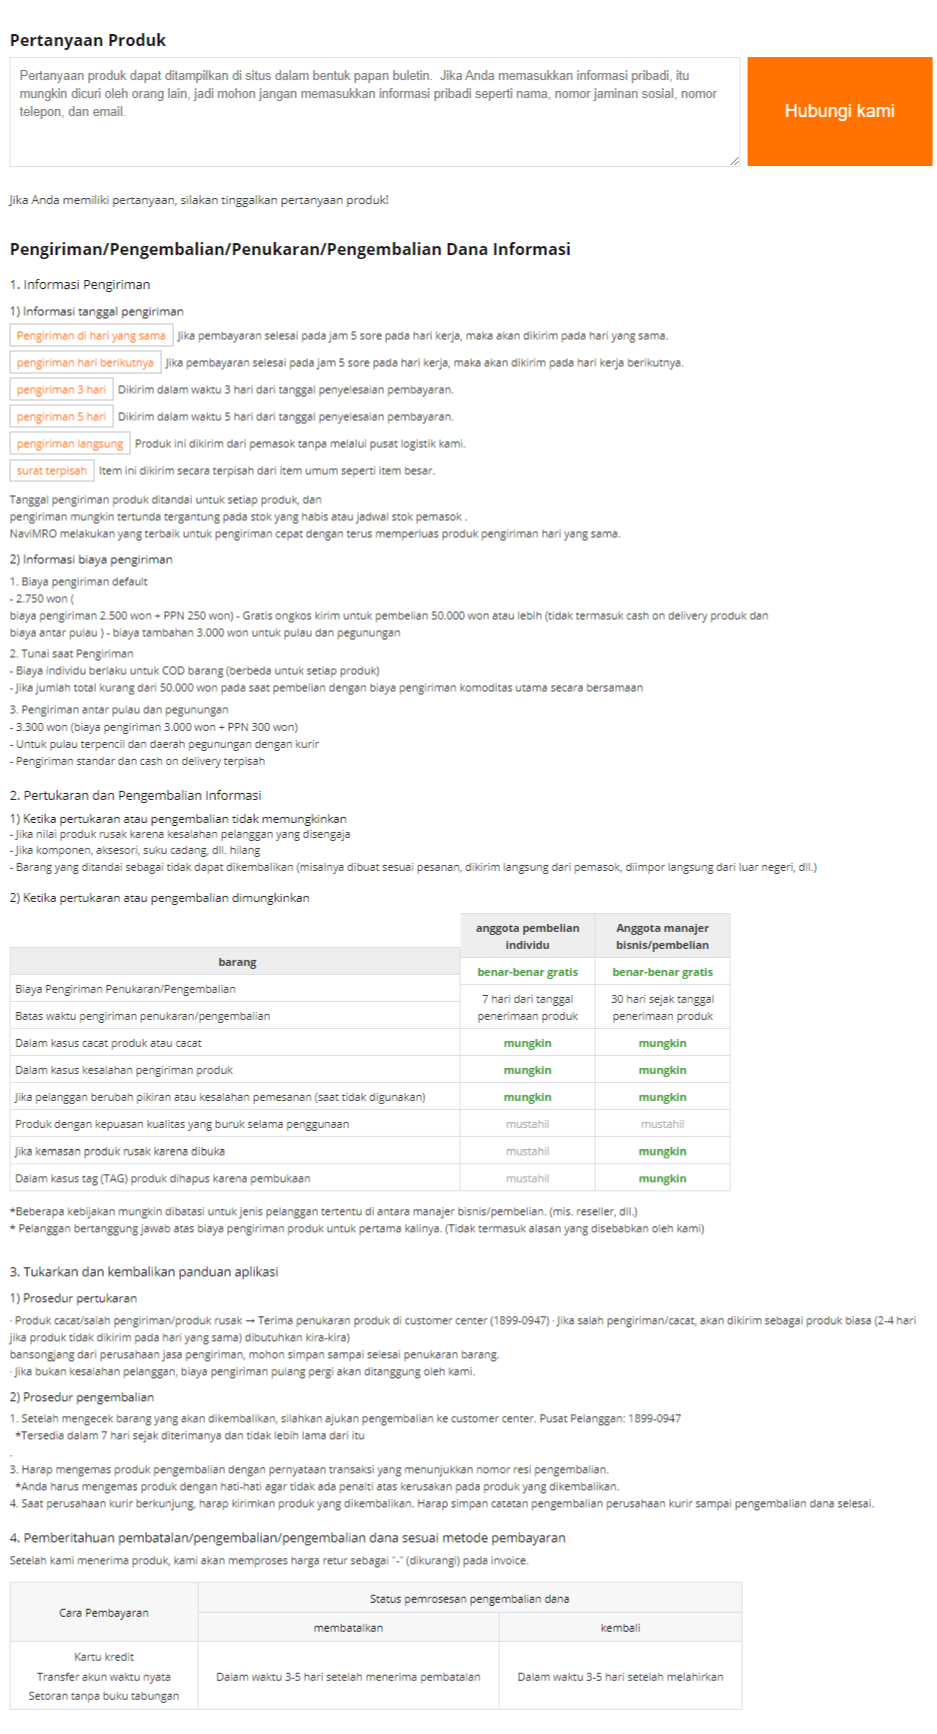 Pertanyaan Produk
Pertanyaan produk dapat ditampilkan di situs dalam bentuk papan buletin.  Jika Anda memasukkan informasi pribadi, itu
mungkin dicuri oleh orang lain, jadi mohon jangan memasukkan informasi pribadi seperti nama, nomor jaminan sosial, nomor
telepon, dan email.
Hubungi kami
Jika Anda memiliki pertanyaan, silakan tinggalkan pertanyaan produk!
Pengiriman/Pengembalian/Penukaran/Pengembalian Dana Informasi
1. Informasi Pengiriman
1) Informasi tanggal pengiriman
Pengiriman di hari yang sama Jika pembayaran selesai pada jam 5 sore pada hari kerja, maka akan dikirim pada hari yang sama.
pengiriman hari berikutnya Jika pembayaran selesai pada jam 5 sore pada hari kerja, maka akan dikirim pada hari kerja berikutnya.
pengiriman 3 hari Dikirim dalam waktu 3 hari dari tanggal penyelesaian pembayaran.
pengiriman 5 hari Dikirim dalam waktu 5 hari dari tanggal penyelesaian pembayaran.
pengiriman langsung Produk ini dikirim dari pemasok tanpa melalui pusat logistik kami.
surat terpisah Item ini dikirim secara terpisah dari item umum seperti item besar.
Tanggal pengiriman produk ditandai untuk setiap produk, dan
pengiriman mungkin tertunda tergantung pada stok yang habis atau jadwal stok pemasok .
NaviMRO melakukan yang terbaik untuk pengiriman cepat dengan terus memperluas produk pengiriman hari yang sama.
2) Informasi biaya pengiriman
1. Biaya pengiriman default
- 2.750 won (
biaya pengiriman 2.500 won + PPN 250 won) - Gratis ongkos kirim untuk pembelian 50.000 won atau lebih (tidak termasuk cash on delivery produk dan
biaya antar pulau ) - biaya tambahan 3.000 won untuk pulau dan pegunungan
2. Tunai saat Pengiriman
- Biaya individu berlaku untuk COD barang (berbeda untuk setiap produk)
- Jika jumlah total kurang dari 50.000 won pada saat pembelian dengan biaya pengiriman komoditas utama secara bersamaan
3. Pengiriman antar pulau dan pegunungan
- 3.300 won (biaya pengiriman 3.000 won + PPN 300 won)
- Untuk pulau terpencil dan daerah pegunungan dengan kurir
- Pengiriman standar dan cash on delivery terpisah
2. Pertukaran dan Pengembalian Informasi
1) Ketika pertukaran atau pengembalian tidak memungkinkan
- Jika nilai produk rusak karena kesalahan pelanggan yang disengaja
- Jika komponen, aksesori, suku cadang, dll. hilang
- Barang yang ditandai sebagai tidak dapat dikembalikan (misalnya dibuat sesuai pesanan, dikirim langsung dari pemasok, diimpor langsung dari luar negeri, dll.)
2) Ketika pertukaran atau pengembalian dimungkinkan
anggota pembelian Anggota manajer
individu bisnis/pembelian
barang
benar-benar gratis benar-benar gratis
Biaya Pengiriman Penukaran/Pengembalian
7 hari dari tanggal 30 hari sejak tanggal
Batas waktu pengiriman penukaran/pengembalian penerimaan produk penerimaan produk
Dalam kasus cacat produk atau cacat mungkin mungkin
Dalam kasus kesalahan pengiriman produk mungkin mungkin
Jika pelanggan berubah pikiran atau kesalahan pemesanan (saat tidak digunakan) mungkin mungkin
Produk dengan kepuasan kualitas yang buruk selama penggunaan mustahil mustahil
Jika kemasan produk rusak karena dibuka mustahil mungkin
Dalam kasus tag (TAG) produk dihapus karena pembukaan mustahil mungkin
*Beberapa kebijakan mungkin dibatasi untuk jenis pelanggan tertentu di antara manajer bisnis/pembelian. (mis. reseller, dll.)
* Pelanggan bertanggung jawab atas biaya pengiriman produk untuk pertama kalinya. (Tidak termasuk alasan yang disebabkan oleh kami)
3. Tukarkan dan kembalikan panduan aplikasi
1) Prosedur pertukaran
· Produk cacat/salah pengiriman/produk rusak → Terima penukaran produk di customer center (1899-0947) · Jika salah pengiriman/cacat, akan dikirim sebagai produk biasa (2-4 hari
jika produk tidak dikirim pada hari yang sama) dibutuhkan kira-kira)
bansongjang dari perusahaan jasa pengiriman, mohon simpan sampai selesai penukaran barang.
· Jika bukan kesalahan pelanggan, biaya pengiriman pulang pergi akan ditanggung oleh kami.
2) Prosedur pengembalian
1. Setelah mengecek barang yang akan dikembalikan, silahkan ajukan pengembalian ke customer center. Pusat Pelanggan: 1899-0947
*Tersedia dalam 7 hari sejak diterimanya dan tidak lebih lama dari itu
.
3. Harap mengemas produk pengembalian dengan pernyataan transaksi yang menunjukkan nomor resi pengembalian.
*Anda harus mengemas produk dengan hati-hati agar tidak ada penalti atas kerusakan pada produk yang dikembalikan.
4. Saat perusahaan kurir berkunjung, harap kirimkan produk yang dikembalikan. Harap simpan catatan pengembalian perusahaan kurir sampai pengembalian dana selesai.
4. Pemberitahuan pembatalan/pengembalian/pengembalian dana sesuai metode pembayaran
Setelah kami menerima produk, kami akan memproses harga retur sebagai "-" (dikurangi) pada invoice.
Cara Pembayaran Status pemrosesan pengembalian dana
membatalkan kembali
Kartu kredit
Transfer akun waktu nyata Dalam waktu 3-5 hari setelah menerima pembatalan Dalam waktu 3-5 hari setelah melahirkan
Setoran tanpa buku tabungan